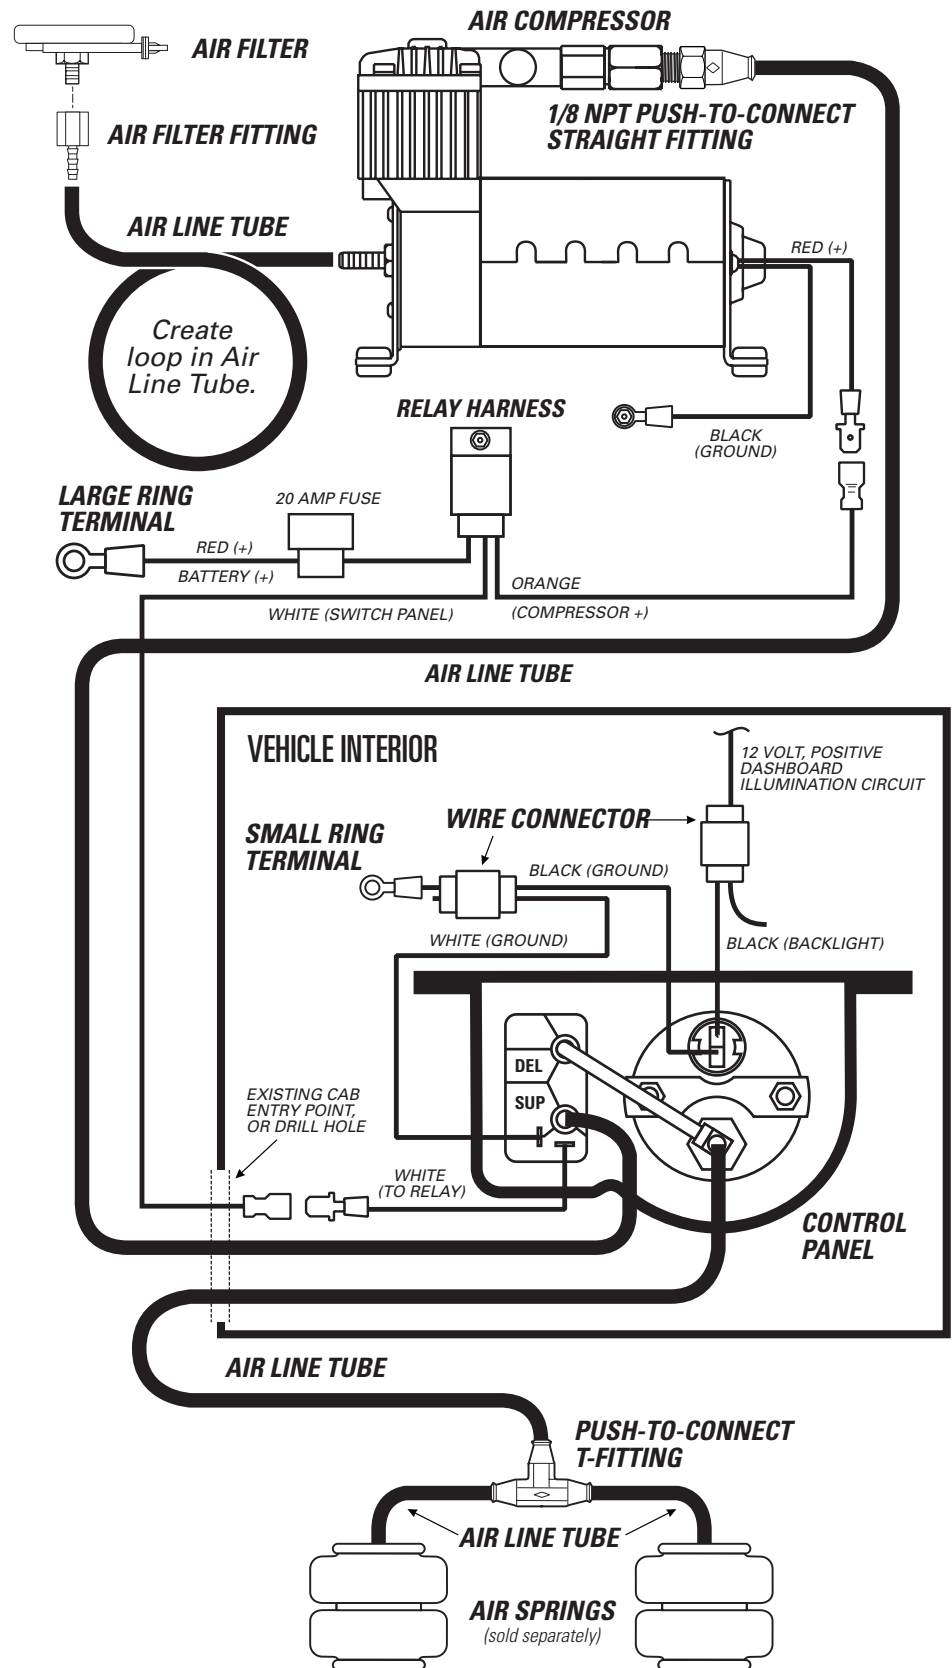 AIR COMPRESSOR
AIR FILTER
1/8 NPT PUSH-TO-CONNECT
STRAIGHT FITTING
AIR FILTER FITTING
AIR LINE TUBE
RED (+)
Create
loop in Air
Line Tube.
RELAY HARNESS
BLACK
(GROUND)
LARGE RING
TERMINAL
20 AMP FUSE
RED (+)
BATTERY (+)
ORANGE
(COMPRESSOR +)
WHITE (SWITCH PANEL)
AIR LINE TUBE
VEHICLE INTERIOR
12 VOLT, POSITIVE
DASHBOARD
ILLUMINATION CIRCUIT
WIRE CONNECTOR
SMALL RING
TERMINAL
BLACK (GROUND)
WHITE (GROUND)
BLACK (BACKLIGHT)
DEL
SUP
EXISTING CAB
ENTRY POINT,
OR DRILL HOLE
WHITE
(TO RELAY)
CONTROL
PANEL
AIR LINE TUBE
PUSH-TO-CONNECT
T-FITTING
AIR LINE TUBE
AIR SPRINGS
(sold separately)